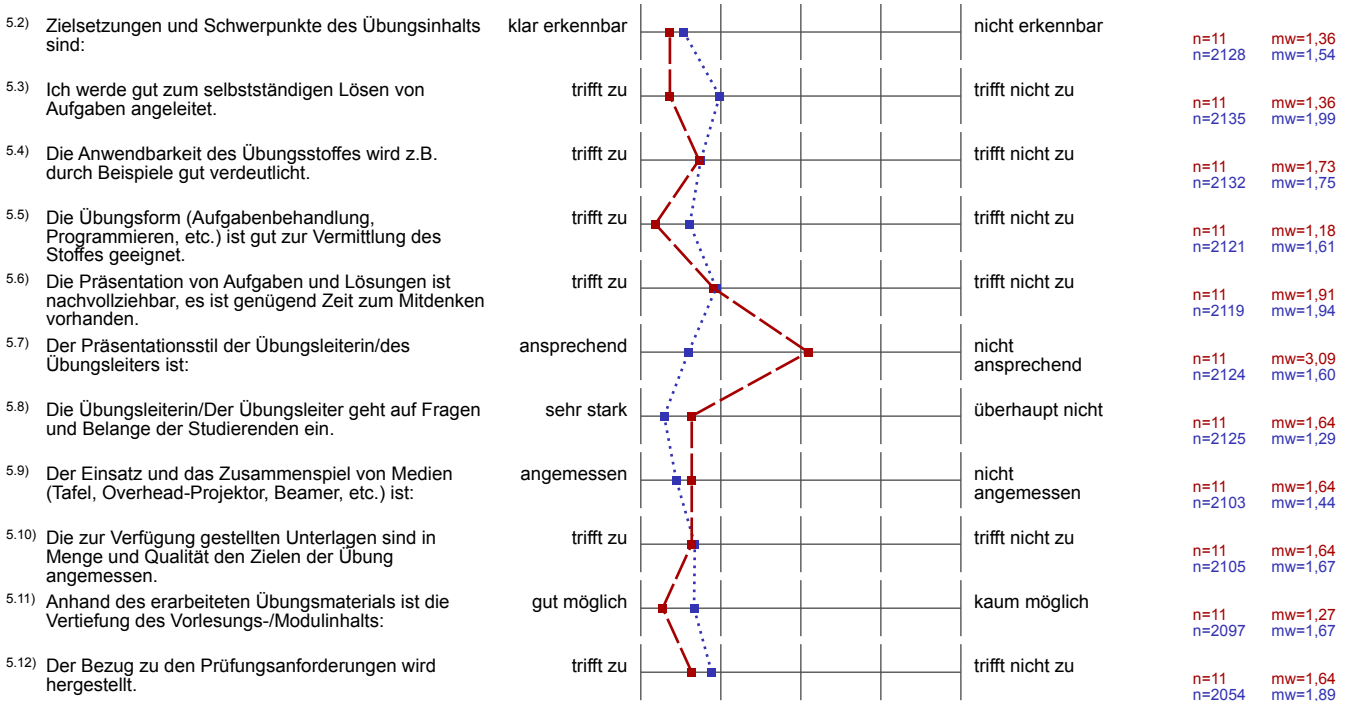 5.2) Zielsetzungen und Schwerpunkte des Übungsinhalts klar erkennbar nicht erkennbar
sind:
n=11 mw=1,36
n=2128 mw=1,54
5.3) Ich werde gut zum selbstständigen Lösen von trifft zu trifft nicht zu
Aufgaben angeleitet.
n=11 mw=1,36
n=2135 mw=1,99
5.4) Die Anwendbarkeit des Übungsstoffes wird z.B. trifft zu trifft nicht zu
durch Beispiele gut verdeutlicht.
n=11 mw=1,73
n=2132 mw=1,75
5.5) Die Übungsform (Aufgabenbehandlung, trifft zu trifft nicht zu
Programmieren, etc.) ist gut zur Vermittlung des
Stoffes geeignet.
n=11 mw=1,18
n=2121 mw=1,61
5.6) Die Präsentation von Aufgaben und Lösungen ist trifft zu trifft nicht zu
nachvollziehbar, es ist genügend Zeit zum Mitdenken
vorhanden.
n=11 mw=1,91
n=2119 mw=1,94
5.7) Der Präsentationsstil der Übungsleiterin/des ansprechend nicht
Übungsleiters ist: ansprechend
n=11 mw=3,09
n=2124 mw=1,60
5.8) Die Übungsleiterin/Der Übungsleiter geht auf Fragen sehr stark überhaupt nicht
und Belange der Studierenden ein.
n=11 mw=1,64
n=2125 mw=1,29
5.9) Der Einsatz und das Zusammenspiel von Medien angemessen nicht
(Tafel, Overhead-Projektor, Beamer, etc.) ist: angemessen
n=11 mw=1,64
n=2103 mw=1,44
5.10) Die zur Verfügung gestellten Unterlagen sind in trifft zu trifft nicht zu
Menge und Qualität den Zielen der Übung
angemessen.
n=11 mw=1,64
n=2105 mw=1,67
5.11) Anhand des erarbeiteten Übungsmaterials ist die gut möglich kaum möglich
Vertiefung des Vorlesungs-/Modulinhalts:
n=11 mw=1,27
n=2097 mw=1,67
5.12) Der Bezug zu den Prüfungsanforderungen wird trifft zu trifft nicht zu
hergestellt.
n=11 mw=1,64
n=2054 mw=1,89